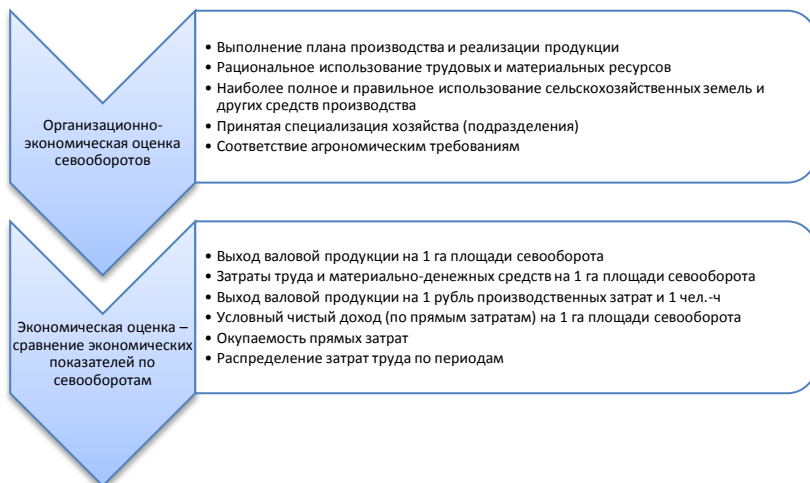 Организационно-
экономическая оценка
севооборотов
• Выполнение плана производства и реализации продукции
• Рациональное использование трудовых и материальных ресурсов
• Наиболее полное и правильное использование сельскохозяйственных земель и
других средств производства
• Принятая специализация хозяйства (подразделения)
• Соответствие агрономическим требованиям
Экономическая оценка –
сравнение экономических
показателей по
севооборотам
• Выход валовой продукции на 1 га площади севооборота
• Затраты труда и материально-денежных средств на 1 га площади севооборота
• Выход валовой продукции на 1 рубль производственных затрат и 1 чел.-ч
• Условный чистый доход (по прямым затратам) на 1 га площади севооборота
• Окупаемость прямых затрат
• Распределение затрат труда по периодам